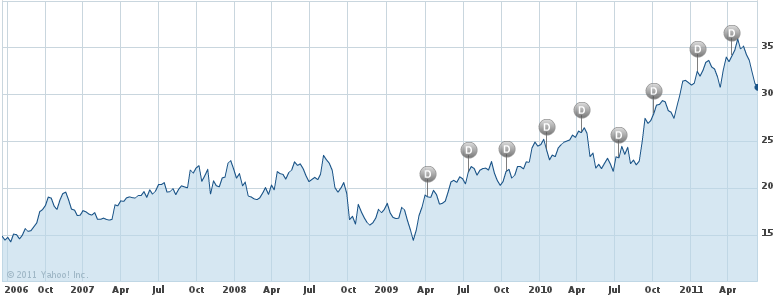 D D D D D D D D D
35
30
25
20
15
© 2011 Yahoo! Inc.
2006 Oct 2007 Apr Jul Oct 2008 Apr Jul Oct 2009 Apr Jul Oct 2010 Apr Jul Oct 2011 Apr